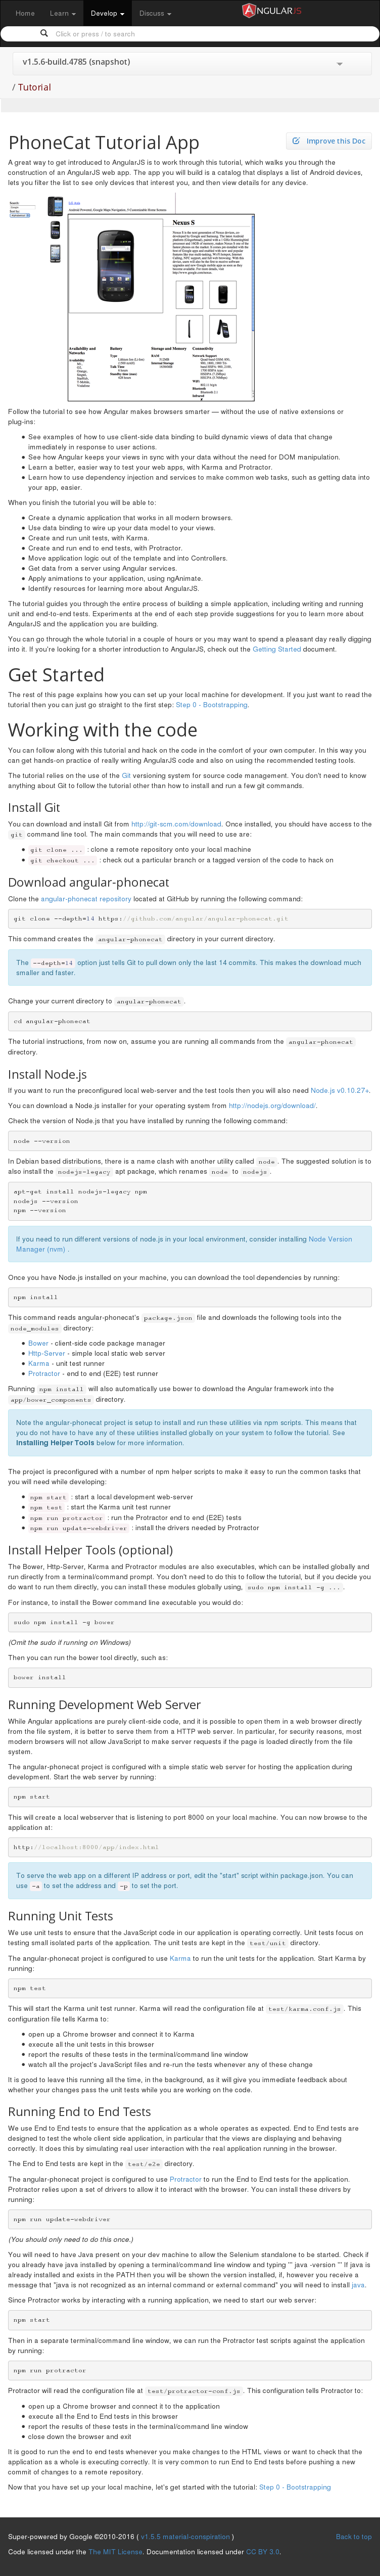 Home Learn Develop Discuss
ANGULARJS
Click or press / to search
v1.5.6-build.4785 (snapshot)
/ Tutorial
Improve this Doc
PhoneCat Tutorial App
A great way to get introduced to AngularJS is to work through this tutorial, which walks you through the
construction of an AngularJS web app. The app you will build is a catalog that displays a list of Android devices,
lets you filter the list to see only devices that interest you, and then view details for any device.
Nexus S
Follow the tutorial to see how Angular makes browsers smarter — without the use of native extensions or
plug-ins:
See examples of how to use client-side data binding to build dynamic views of data that change
immediately in response to user actions.
See how Angular keeps your views in sync with your data without the need for DOM manipulation.
Learn a better, easier way to test your web apps, with Karma and Protractor.
Learn how to use dependency injection and services to make common web tasks, such as getting data into
your app, easier.
When you finish the tutorial you will be able to:
Create a dynamic application that works in all modern browsers.
Use data binding to wire up your data model to your views.
Create and run unit tests, with Karma.
Create and run end to end tests, with Protractor.
Move application logic out of the template and into Controllers.
Get data from a server using Angular services.
Apply animations to your application, using ngAnimate.
Identify resources for learning more about AngularJS.
The tutorial guides you through the entire process of building a simple application, including writing and running
unit and end-to-end tests. Experiments at the end of each step provide suggestions for you to learn more about
AngularJS and the application you are building.
You can go through the whole tutorial in a couple of hours or you may want to spend a pleasant day really digging
into it. If you're looking for a shorter introduction to AngularJS, check out the Getting Started document.
Get Started
The rest of this page explains how you can set up your local machine for development. If you just want to read the
tutorial then you can just go straight to the first step: Step 0 - Bootstrapping.
Working with the code
You can follow along with this tutorial and hack on the code in the comfort of your own computer. In this way you
can get hands-on practice of really writing AngularJS code and also on using the recommended testing tools.
The tutorial relies on the use of the Git versioning system for source code management. You don't need to know
anything about Git to follow the tutorial other than how to install and run a few git commands.
Install Git
You can download and install Git from http://git-scm.com/download. Once installed, you should have access to the
git command line tool. The main commands that you will need to use are:
git clone ... : clone a remote repository onto your local machine
git checkout ... : check out a particular branch or a tagged version of the code to hack on
Download angular-phonecat
Clone the angular-phonecat repository located at GitHub by running the following command:
git clone --depth=14 https://github.com/angular/angular-phonecat.git
This command creates the angular-phonecat directory in your current directory.
The --depth=14 option just tells Git to pull down only the last 14 commits. This makes the download much
smaller and faster.
Change your current directory to angular-phonecat.
cd angular-phonecat
The tutorial instructions, from now on, assume you are running all commands from the angular-phonecat
directory.
Install Node.js
If you want to run the preconfigured local web-server and the test tools then you will also need Node.js v0.10.27+.
You can download a Node.js installer for your operating system from http://nodejs.org/download/.
Check the version of Node.js that you have installed by running the following command:
node --version
In Debian based distributions, there is a name clash with another utility called node. The suggested solution is to
also install the nodejs-legacy apt package, which renames node to nodejs.
apt-get install nodejs-legacy npm
nodejs --version
npm --version
If you need to run different versions of node.js in your local environment, consider installing Node Version
Manager (nvm) .
Once you have Node.js installed on your machine, you can download the tool dependencies by running:
npm install
This command reads angular-phonecat's package.json file and downloads the following tools into the
node_modules directory:
Bower - client-side code package manager
Http-Server - simple local static web server
Karma - unit test runner
Protractor - end to end (E2E) test runner
Running npm install will also automatically use bower to download the Angular framework into the
app/bower_components directory.
Note the angular-phonecat project is setup to install and run these utilities via npm scripts. This means that
you do not have to have any of these utilities installed globally on your system to follow the tutorial. See
Installing Helper Tools below for more information.
The project is preconfigured with a number of npm helper scripts to make it easy to run the common tasks that
you will need while developing:
npm start : start a local development web-server
npm test : start the Karma unit test runner
npm run protractor : run the Protractor end to end (E2E) tests
npm run update-webdriver : install the drivers needed by Protractor
Install Helper Tools (optional)
The Bower, Http-Server, Karma and Protractor modules are also executables, which can be installed globally and
run directly from a terminal/command prompt. You don't need to do this to follow the tutorial, but if you decide you
do want to run them directly, you can install these modules globally using, sudo npm install -g ....
For instance, to install the Bower command line executable you would do:
sudo npm install -g bower
(Omit the sudo if running on Windows)
Then you can run the bower tool directly, such as:
bower install
Running Development Web Server
While Angular applications are purely client-side code, and it is possible to open them in a web browser directly
from the file system, it is better to serve them from a HTTP web server. In particular, for security reasons, most
modern browsers will not allow JavaScript to make server requests if the page is loaded directly from the file
system.
The angular-phonecat project is configured with a simple static web server for hosting the application during
development. Start the web server by running:
npm start
This will create a local webserver that is listening to port 8000 on your local machine. You can now browse to the
application at:
http://localhost:8000/app/index.html
To serve the web app on a different IP address or port, edit the "start" script within package.json. You can
use -a to set the address and -p to set the port.
Running Unit Tests
We use unit tests to ensure that the JavaScript code in our application is operating correctly. Unit tests focus on
testing small isolated parts of the application. The unit tests are kept in the test/unit directory.
The angular-phonecat project is configured to use Karma to run the unit tests for the application. Start Karma by
running:
npm test
This will start the Karma unit test runner. Karma will read the configuration file at test/karma.conf.js. This
configuration file tells Karma to:
open up a Chrome browser and connect it to Karma
execute all the unit tests in this browser
report the results of these tests in the terminal/command line window
watch all the project's JavaScript files and re-run the tests whenever any of these change
It is good to leave this running all the time, in the background, as it will give you immediate feedback about
whether your changes pass the unit tests while you are working on the code.
Running End to End Tests
We use End to End tests to ensure that the application as a whole operates as expected. End to End tests are
designed to test the whole client side application, in particular that the views are displaying and behaving
correctly. It does this by simulating real user interaction with the real application running in the browser.
The End to End tests are kept in the test/e2e directory.
The angular-phonecat project is configured to use Protractor to run the End to End tests for the application.
Protractor relies upon a set of drivers to allow it to interact with the browser. You can install these drivers by
running:
npm run update-webdriver
(You should only need to do this once.)
You will need to have Java present on your dev machine to allow the Selenium standalone to be started. Check if
you already have java installed by opening a terminal/command line window and typing ``` java -version ``` If java is
already installed and exists in the PATH then you will be shown the version installed, if, however you receive a
message that "java is not recognized as an internal command or external command" you will need to install java.
Since Protractor works by interacting with a running application, we need to start our web server:
npm start
Then in a separate terminal/command line window, we can run the Protractor test scripts against the application
by running:
npm run protractor
Protractor will read the configuration file at test/protractor-conf.js. This configuration tells Protractor to:
open up a Chrome browser and connect it to the application
execute all the End to End tests in this browser
report the results of these tests in the terminal/command line window
close down the browser and exit
It is good to run the end to end tests whenever you make changes to the HTML views or want to check that the
application as a whole is executing correctly. It is very common to run End to End tests before pushing a new
commit of changes to a remote repository.
Now that you have set up your local machine, let's get started with the tutorial: Step 0 - Bootstrapping
Super-powered by Google ©2010-2016 ( v1.5.5 material-conspiration )
Back to top
Code licensed under the The MIT License. Documentation licensed under CC BY 3.0.